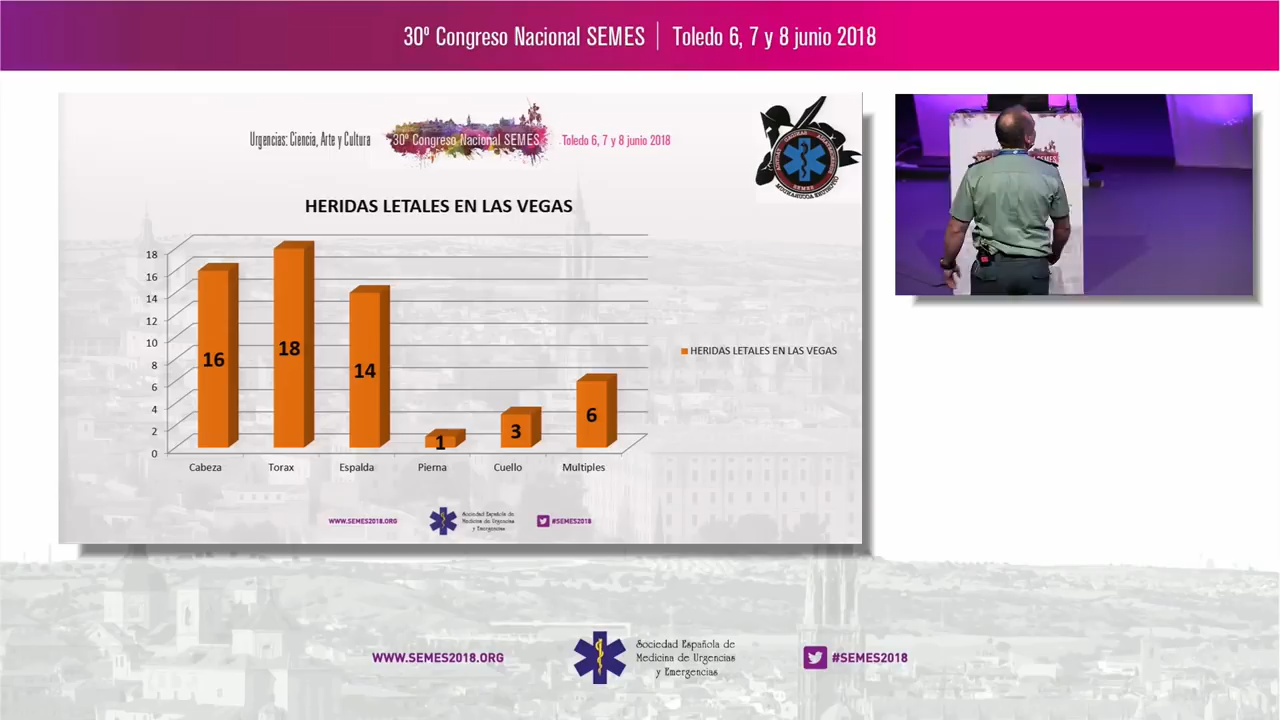 30º Congreso Nacional SEMES | Toledo 6, 7 y 8 junio 2018
Urgencias: Ciencia, Arte y Cultura
30º Congreso Nacional SEMES
Toledo 6, 7 y 8 junio 2018
SEMES
HERIDAS LETALES EN LAS VEGAS
18
16
14
12
10
8
6
4
2
0
16
18
14
1
3
6
Cabeza
Torax
Espalda
Pierna
Cuello
Multiples
HERIDAS LETALES EN LAS VEGAS
WWW.SEMES2018.ORG
Sociedad Española de
Medicina de Urgencias
y Emergencias
#SEMES2018
WWW.SEMES2018.ORG
Sociedad Española de
Medicina de Urgencias
y Emergencias
#SEMES2018